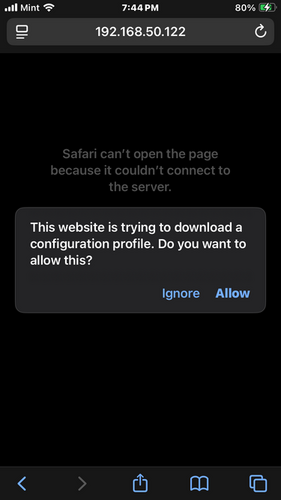 Mint 7:44 PM 80%
192.168.50.122
Safari can't open the page
because it couldn't connect to
the server.
This website is trying to download a
configuration profile. Do you want to
allow this?
Ignore Allow